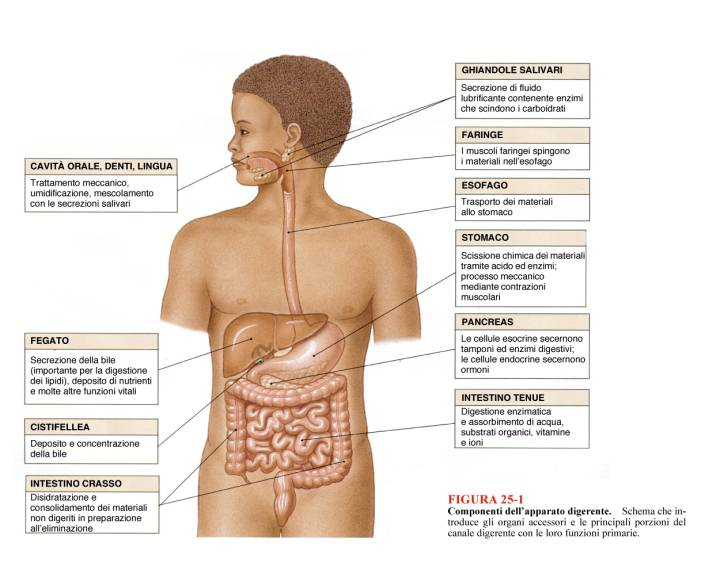 GHIANDOLE SALIVARI
Secrezione di fluido
lubrificante contenente enzimi
che scindono i carboidrati
FARINGE
I muscoli faringei spingono
i materiali nell'esofago
CAVITÀ ORALE, DENTI, LINGUA
Trattamento meccanico,
umidificazione, mescolamento
con le secrezioni salivari
ESOFAGO
Trasporto dei materiali
allo stomaco
STOMACO
Scissione chimica dei materiali
tramite acido ed enzimi;
processo meccanico
mediante contrazioni
muscolari
PANCREAS
Le cellule esocrine secernono
tamponi ed enzimi digestivi;
le cellule endocrine secernono
ormoni
FEGATO
Secrezione della bile
(importante per la digestione
dei lipidi), deposito di nutrienti
e molte altre funzioni vitali
INTESTINO TENUE
Digestione enzimatica
e assorbimento di acqua,
substrati organici, vitamine
e ioni
CISTIFELLEA
Deposito e concentrazione
della bile
INTESTINO CRASSO
Disidratazione e
consolidamento dei materiali
non digeriti in preparazione
all'eliminazione
FIGURA 25-1
Componenti dell'apparato digerente. Schema che in-
troduce gli organi accessori e le principali porzioni del
canale digerente con le loro funzioni primarie.